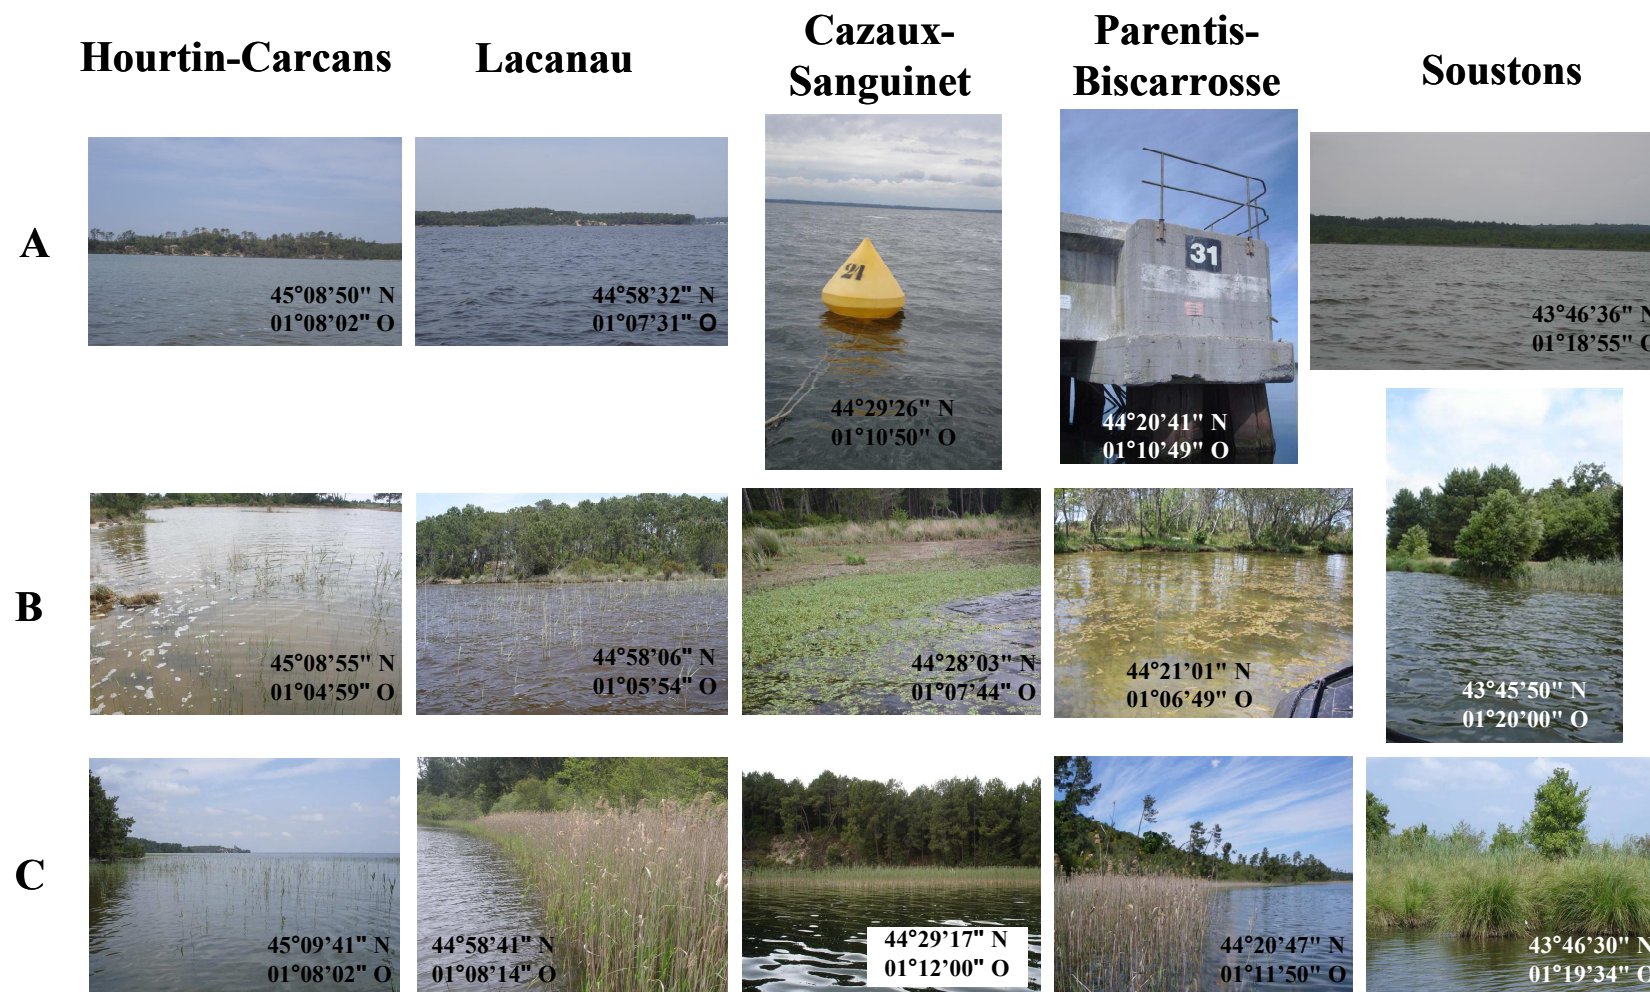 Hourtin-Carcans
Lacanau
Cazaux-
Sanguinet
Parentis-
Biscarrosse
Soustons
A
45°08’50" N
01°08’02" O
44°58’32" N
01°07’31" O
21
44°29'26" N
01°10'50" O
31
44°20’41" N
01°10’49" O
43°46’36" N
01°18’55" O
B
45°08’55" N
01°04’59" O
44°58’06" N
01°05’54" O
44°28’03" N
01°07’44" O
44°21’01" N
01°06’49" O
43°45’50" N
01°20’00" O
C
45°09’41" N
01°08’02" O
44°58’41" N
01°08’14" O
44°29’17" N
01°12’00" O
44°20’47" N
01°11’50" O
43°46’30" N
01°19’34" O